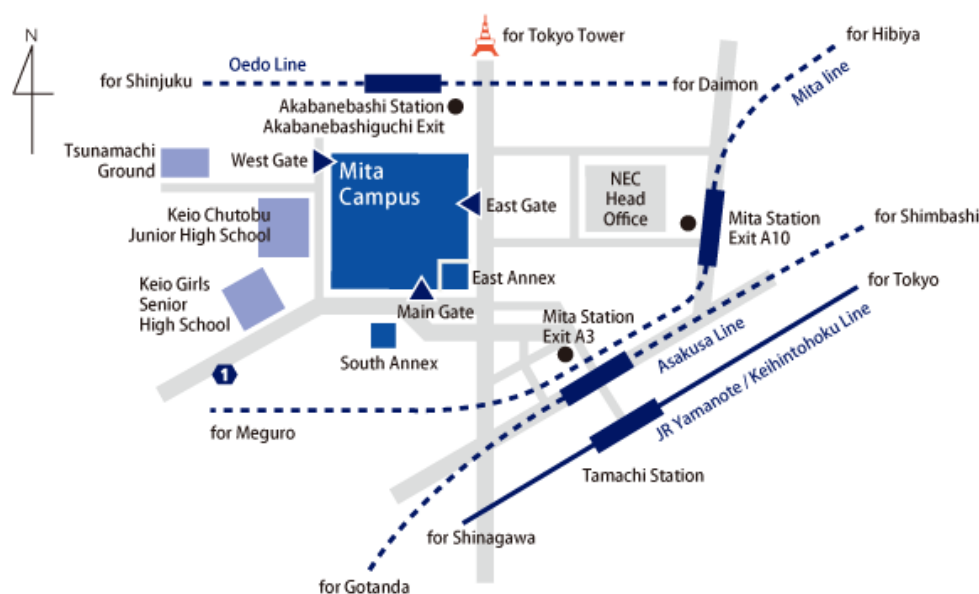 N
for Tokyo Tower
for Hibiya
Oedo Line
for Shinjuku
for Daimon
Mita line
Akabanebashi Station
Akabanebashiguchi Exit
Tsunamachi
Ground
West Gate
Mita
Campus
NEC
Head
Office
East Gate
Keio Chutobu
Junior High School
Mita Station
Exit A10
for Shimbashi
Keio Girls
Senior
High School
East Annex
for Tokyo
Main Gate
Mita Station
Exit A3
Asakusa Line
JR Yamanote / Keihintohoku Line
South Annex
1
for Meguro
Tamachi Station
for Shinagawa
for Gotanda